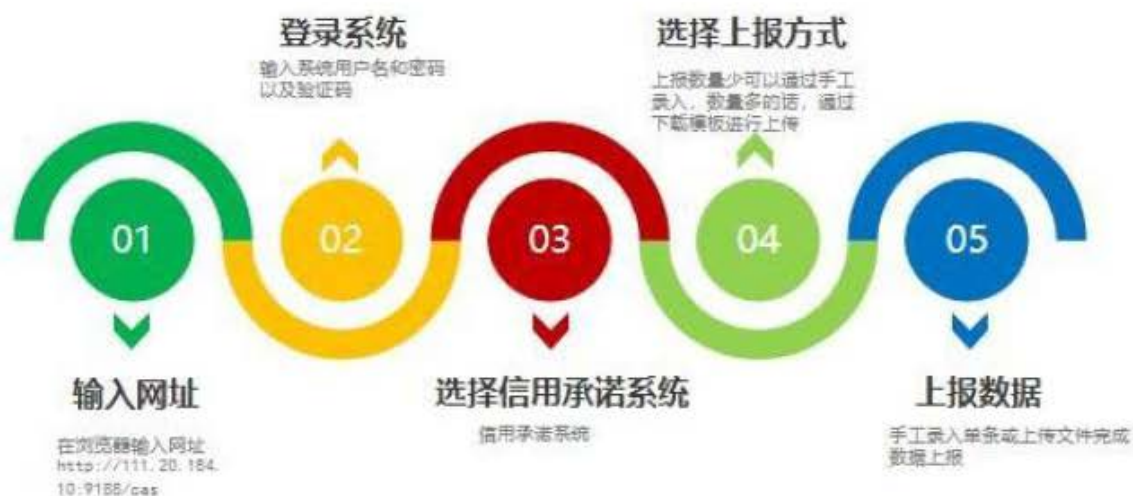 登录系统
输入系统用户名和密码
以及验证码
选择上报方式
上报数量少可以通过手工
录入，数量多的话，通过
下载模板进行上传
01
02
03
04
05
输入网址
在浏览器输入网址
http://111.20.184.
10:9188/cas
选择信用承诺系统
信用承诺系统
上报数据
手工录入单条或上传文件完成
数据上报